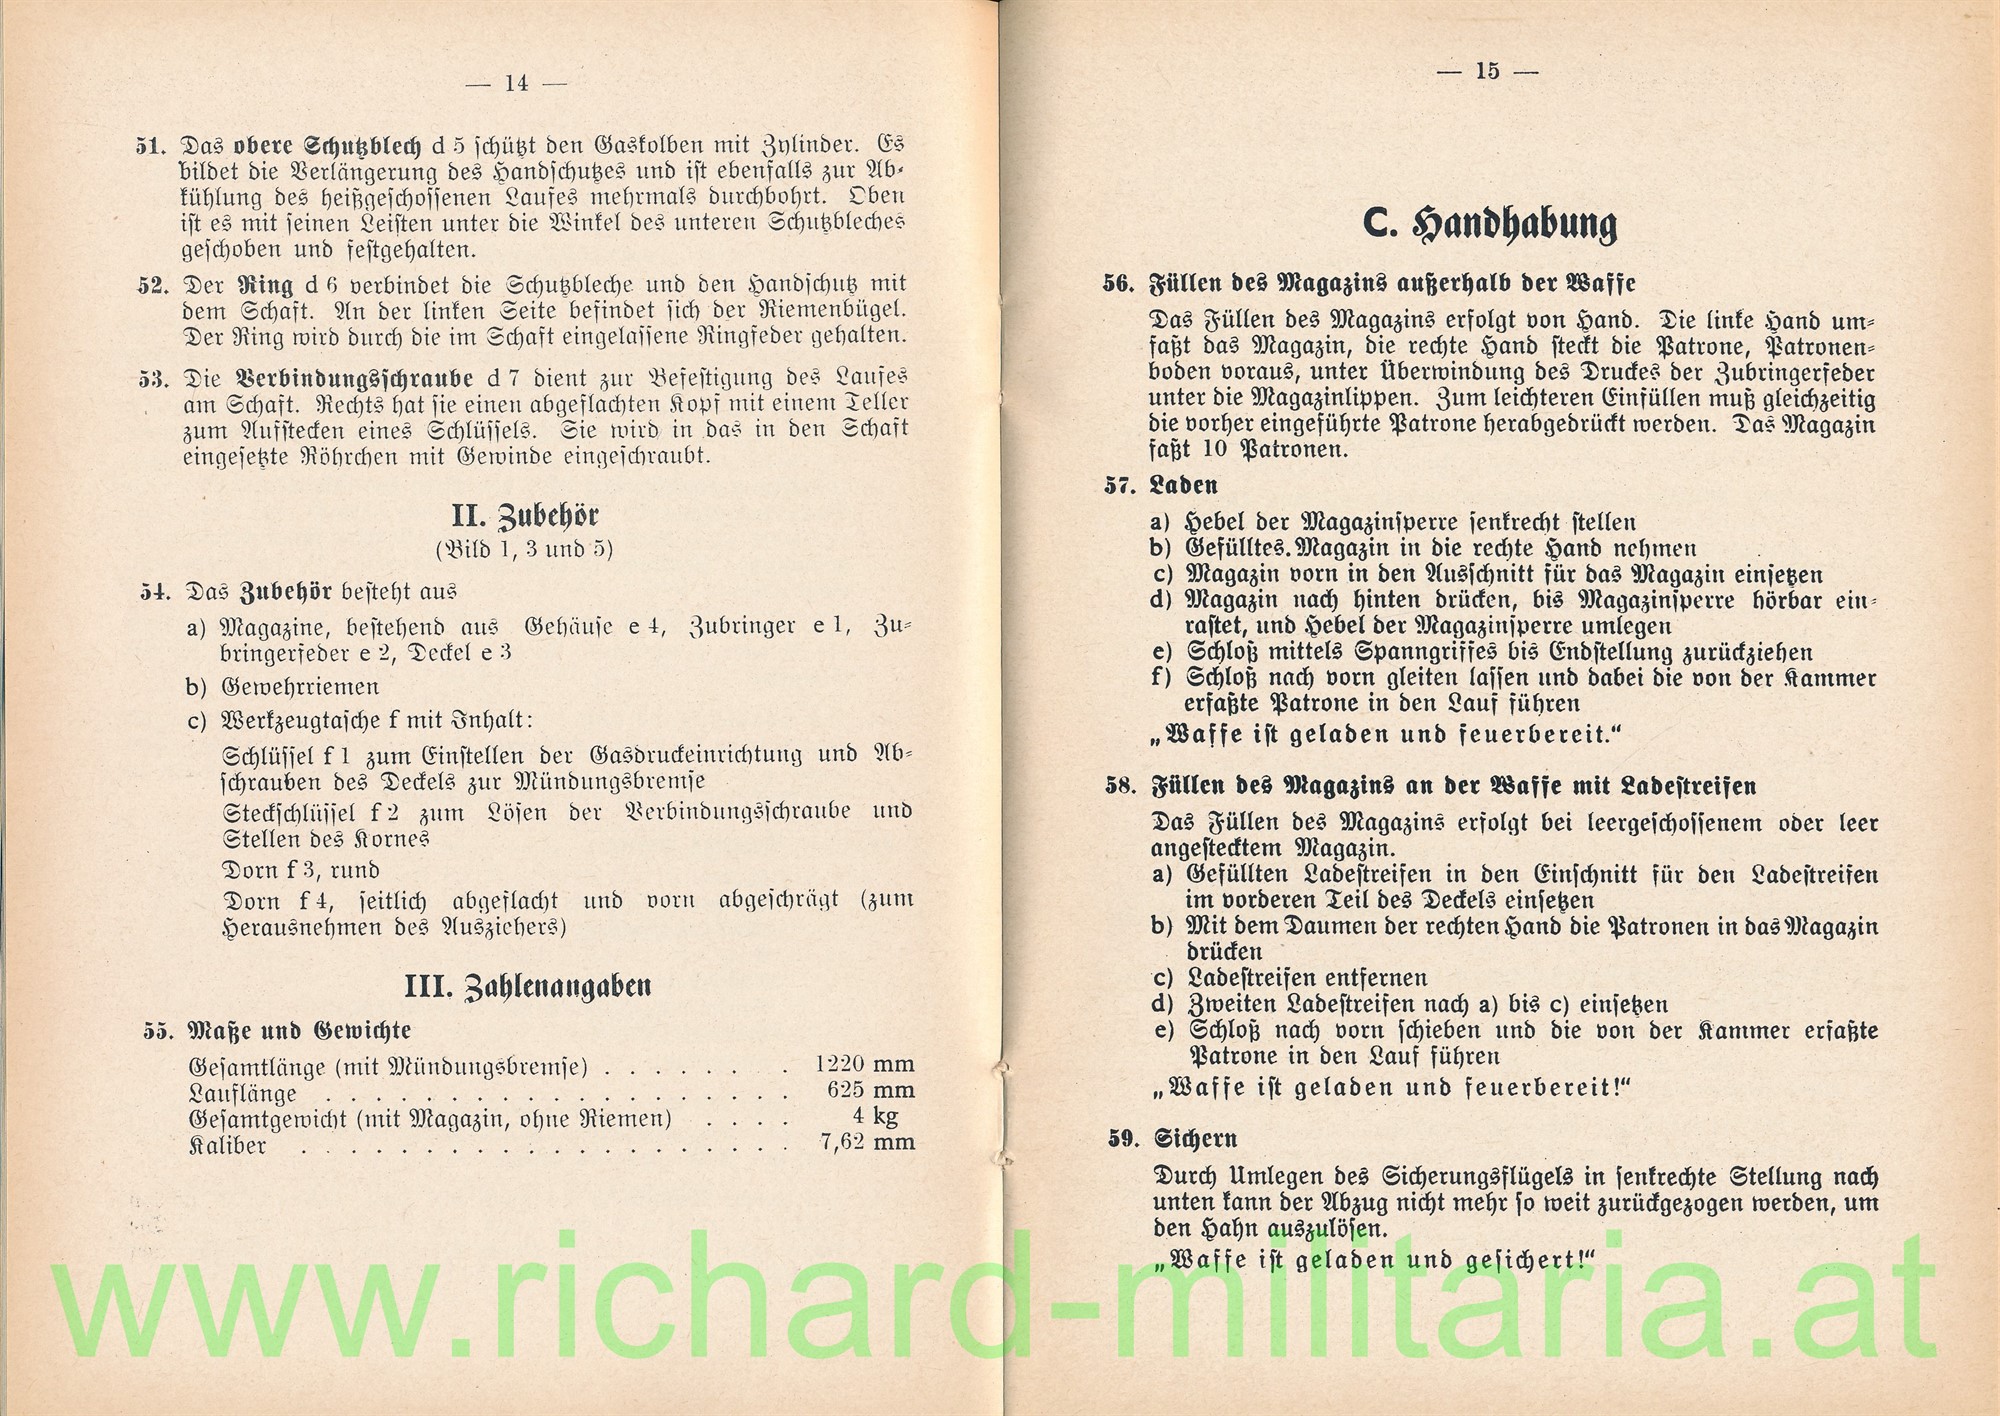 — 14 —
51. Das obere Schutzblech d 5 schützt den Gaskolben mit Zylinder. Es
bildet die Verlängerung des Handschutzes und ist ebenfalls zur Ab-
kühlung des heißgeschossenen Laufes mehrmals durchbohrt. Oben
ist es mit seinen Leisten unter die Winkel des unteren Schutzbleches
geschoben und festgehalten.
52. Der Ring d 6 verbindet die Schutzbleche und den Handschutz mit
dem Schaft. An der linken Seite befindet sich der Riemenbügel.
Der Ring wird durch die im Schaft eingelassene Ringfeder gehalten.
53. Die Verbindungsschraube d 7 dient zur Befestigung des Laufes
am Schaft. Rechts hat sie einen abgeflachten Kopf mit einem Teller
zum Aufstecken eines Schlüssels. Sie wird in das in den Schaft
eingesetzte Röhrchen mit Gewinde eingeschraubt.
II. Zubehör
(Bild 1, 3 und 5)
54. Das Zubehör besteht aus
a) Magazine, bestehend aus Gehäuse e 4, Zubringer e 1, Zu-
bringerfeder e 2, Deckel e 3
b) Gewehrriemen
c) Werkzeugtasche f mit Inhalt:
Schlüssel f 1 zum Einstellen der Gasdruckeinrichtung und Ab-
schrauben des Deckels zur Mündungsbremse
Steckschlüssel f 2 zum Lösen der Verbindungsschraube und
Stellen des Kornes
Dorn f 3, rund
Dorn f 4, seitlich abgeflacht und vorn abgeschrägt (zum
Herausnehmen des Ausziehers)
III. Zahlenangaben
55. Maße und Gewichte
Gesamtlänge (mit Mündungsbremse) . . . . . . . 1220 mm
Lauflänge . . . . . . . . . . . . . . . . . . . 625 mm
Gesamtgewicht (mit Magazin, ohne Riemen) . . . . 4 kg
Kaliber . . . . . . . . . . . . . . . . . . . . 7,62 mm
— 15 —
C. Handhabung
56. Füllen des Magazins außerhalb der Waffe
Das Füllen des Magazins erfolgt von Hand. Die linke Hand um-
faßt das Magazin, die rechte Hand steckt die Patrone, Patronen-
boden voraus, unter Überwindung des Druckes der Zubringerfeder
unter die Magazinlippen. Zum leichteren Einfüllen muß gleichzeitig
die vorher eingeführte Patrone herabgedrückt werden. Das Magazin
faßt 10 Patronen.
57. Laden
a) Hebel der Magazinsperre senkrecht stellen
b) Gefülltes Magazin in die rechte Hand nehmen
c) Magazin vorn in den Ausschnitt für das Magazin einsetzen
d) Magazin nach hinten drücken, bis Magazinsperre hörbar ein-
rastet, und Hebel der Magazinsperre umlegen
e) Schloß mittels Spanngriffes bis Endstellung zurückziehen
f) Schloß nach vorn gleiten lassen und dabei die von der Kammer
erfaßte Patrone in den Lauf führen
„Waffe ist geladen und feuerbereit.“
58. Füllen des Magazins an der Waffe mit Ladestreifen
Das Füllen des Magazins erfolgt bei leergeschossenem oder leer
angestecktem Magazin.
a) Gefüllten Ladestreifen in den Einschnitt für den Ladestreifen
im vorderen Teil des Deckels einsetzen
b) Mit dem Daumen der rechten Hand die Patronen in das Magazin
drücken
c) Ladestreifen entfernen
d) Zweiten Ladestreifen nach a) bis c) einsetzen
e) Schloß nach vorn schieben und die von der Kammer erfaßte
Patrone in den Lauf führen
„Waffe ist geladen und feuerbereit!“
59. Sichern
Durch Umlegen des Sicherungsflügels in senkrechte Stellung nach
unten kann der Abzug nicht mehr so weit zurückgezogen werden, um
den Hahn auszulösen.
„Waffe ist geladen und gesichert!“
www.richard-militaria.at